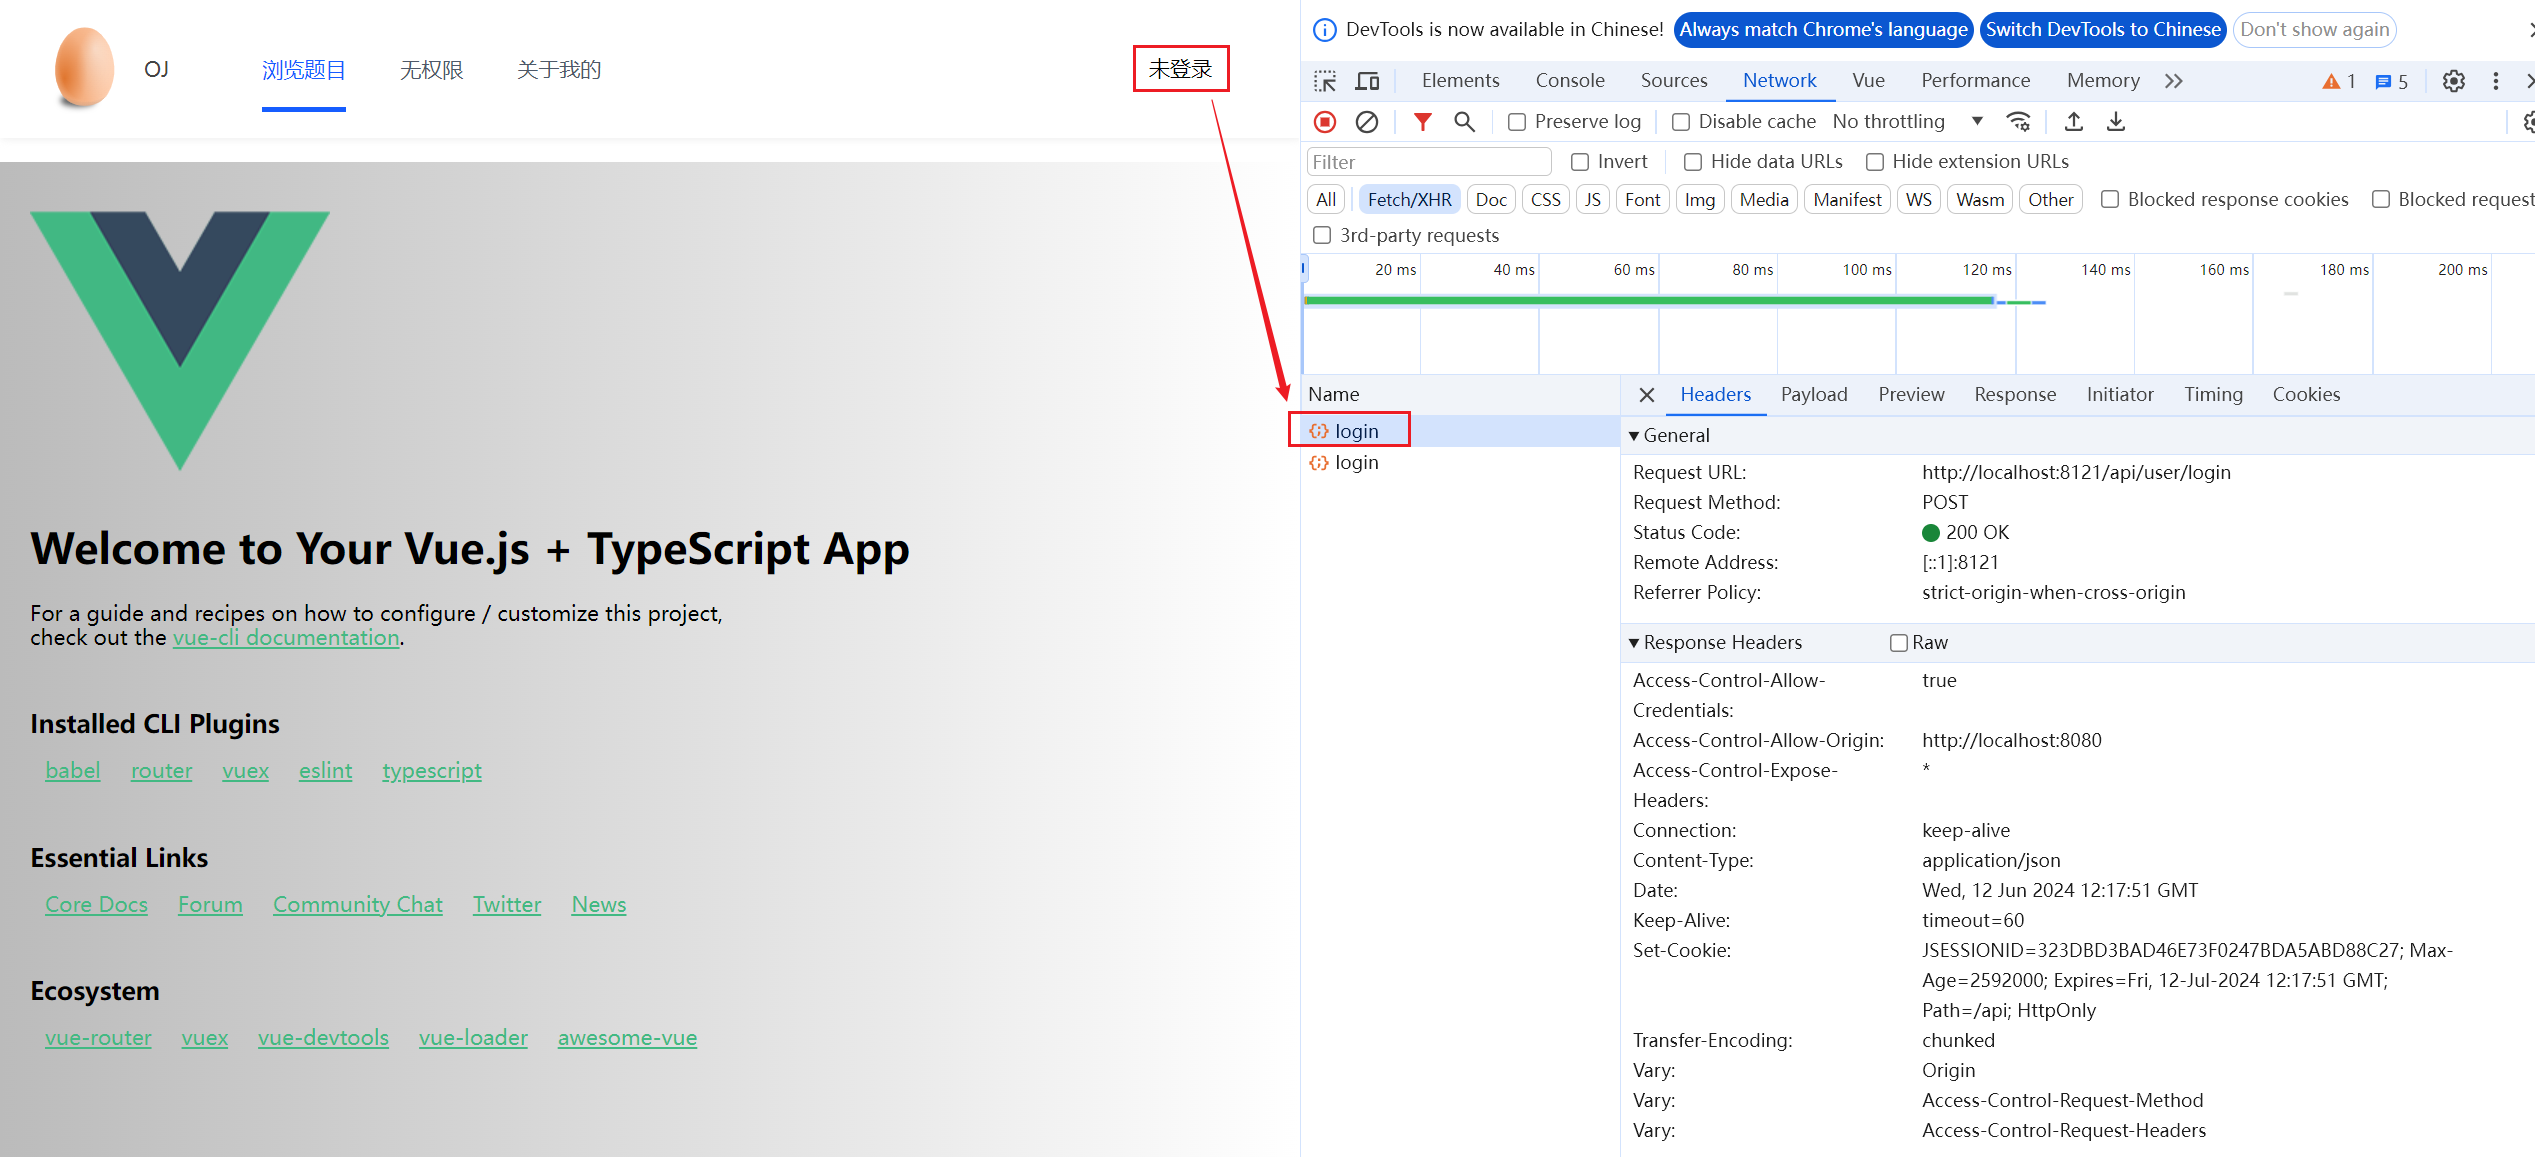 OJ
浏览题目
无权限
关于我的
未登录
Welcome to Your Vue.js + TypeScript App
For a guide and recipes on how to configure / customize this project,
check out the vue-cli documentation.
Installed CLI Plugins
babel router vuex eslint typescript
Essential Links
Core Docs Forum Community Chat Twitter News
Ecosystem
vue-router vuex vue-devtools vue-loader awesome-vue
DevTools is now available in Chinese! Always match Chrome's language Switch DevTools to Chinese Don't show again
Elements Console Sources Network Vue Performance Memory 1 5
Preserve log Disable cache No throttling
Filter Invert Hide data URLs Hide extension URLs
All Fetch/XHR Doc CSS JS Font Img Media Manifest WS Wasm Other Blocked response cookies Blocked request
3rd-party requests
20 ms 40 ms 60 ms 80 ms 100 ms 120 ms 140 ms 160 ms 180 ms 200 ms
Name
login
login
Headers Payload Preview Response Initiator Timing Cookies
General
Request URL: http://localhost:8121/api/user/login
Request Method: POST
Status Code: 200 OK
Remote Address: [::1]:8121
Referrer Policy: strict-origin-when-cross-origin
Response Headers Raw
Access-Control-Allow- true
Credentials:
Access-Control-Allow-Origin: http://localhost:8080
Access-Control-Expose- *
Headers:
Connection: keep-alive
Content-Type: application/json
Date: Wed, 12 Jun 2024 12:17:51 GMT
Keep-Alive: timeout=60
Set-Cookie: JSESSIONID=323DBD3BAD46E73F0247BDA5ABD88C27; Max-
Age=2592000; Expires=Fri, 12-Jul-2024 12:17:51 GMT;
Path=/api; HttpOnly
Transfer-Encoding: chunked
Vary: Origin
Vary: Access-Control-Request-Method
Vary: Access-Control-Request-Headers